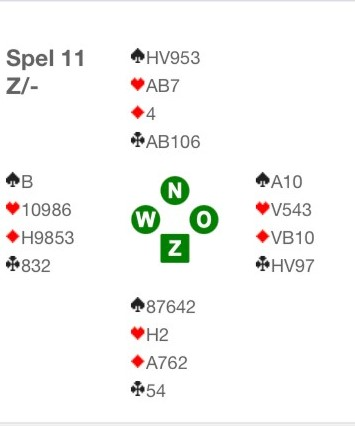 Spel 11
Z/-
♠HV953
♥AB7
♦4
♣AB106
♠B
♥10986
♦H9853
♣832
N
W O
Z
♠A10
♥V543
♦VB10
♣HV97
♠87642
♥H2
♦A762
♣54